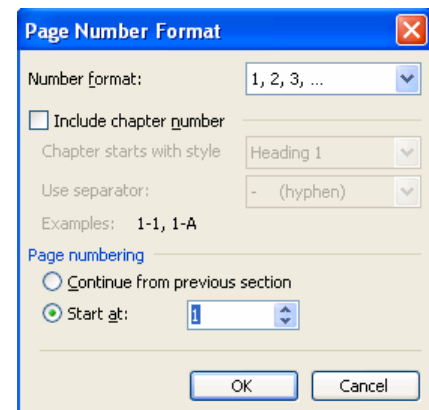 Page Number Format
Number format: 1, 2, 3, ...
Include chapter number
Chapter starts with style Heading 1
Use separator: - (hyphen)
Examples: 1-1, 1-A
Page numbering
Continue from previous section
Start at: 1
OK Cancel